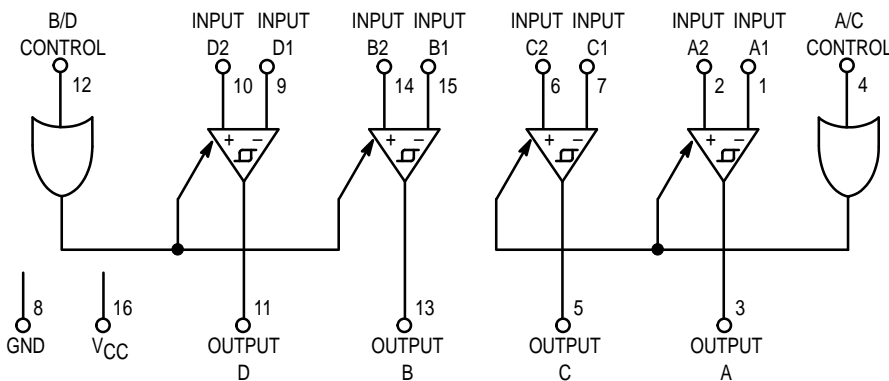 B/D CONTROL
INPUT D2
INPUT D1
INPUT B2
INPUT B1
INPUT C2
INPUT C1
INPUT A2
INPUT A1
A/C CONTROL
12
10
9
14
15
6
7
2
1
4
+ −
+ −
+ −
+ −
8
16
11
13
5
3
GND
VCC
OUTPUT D
OUTPUT B
OUTPUT C
OUTPUT A